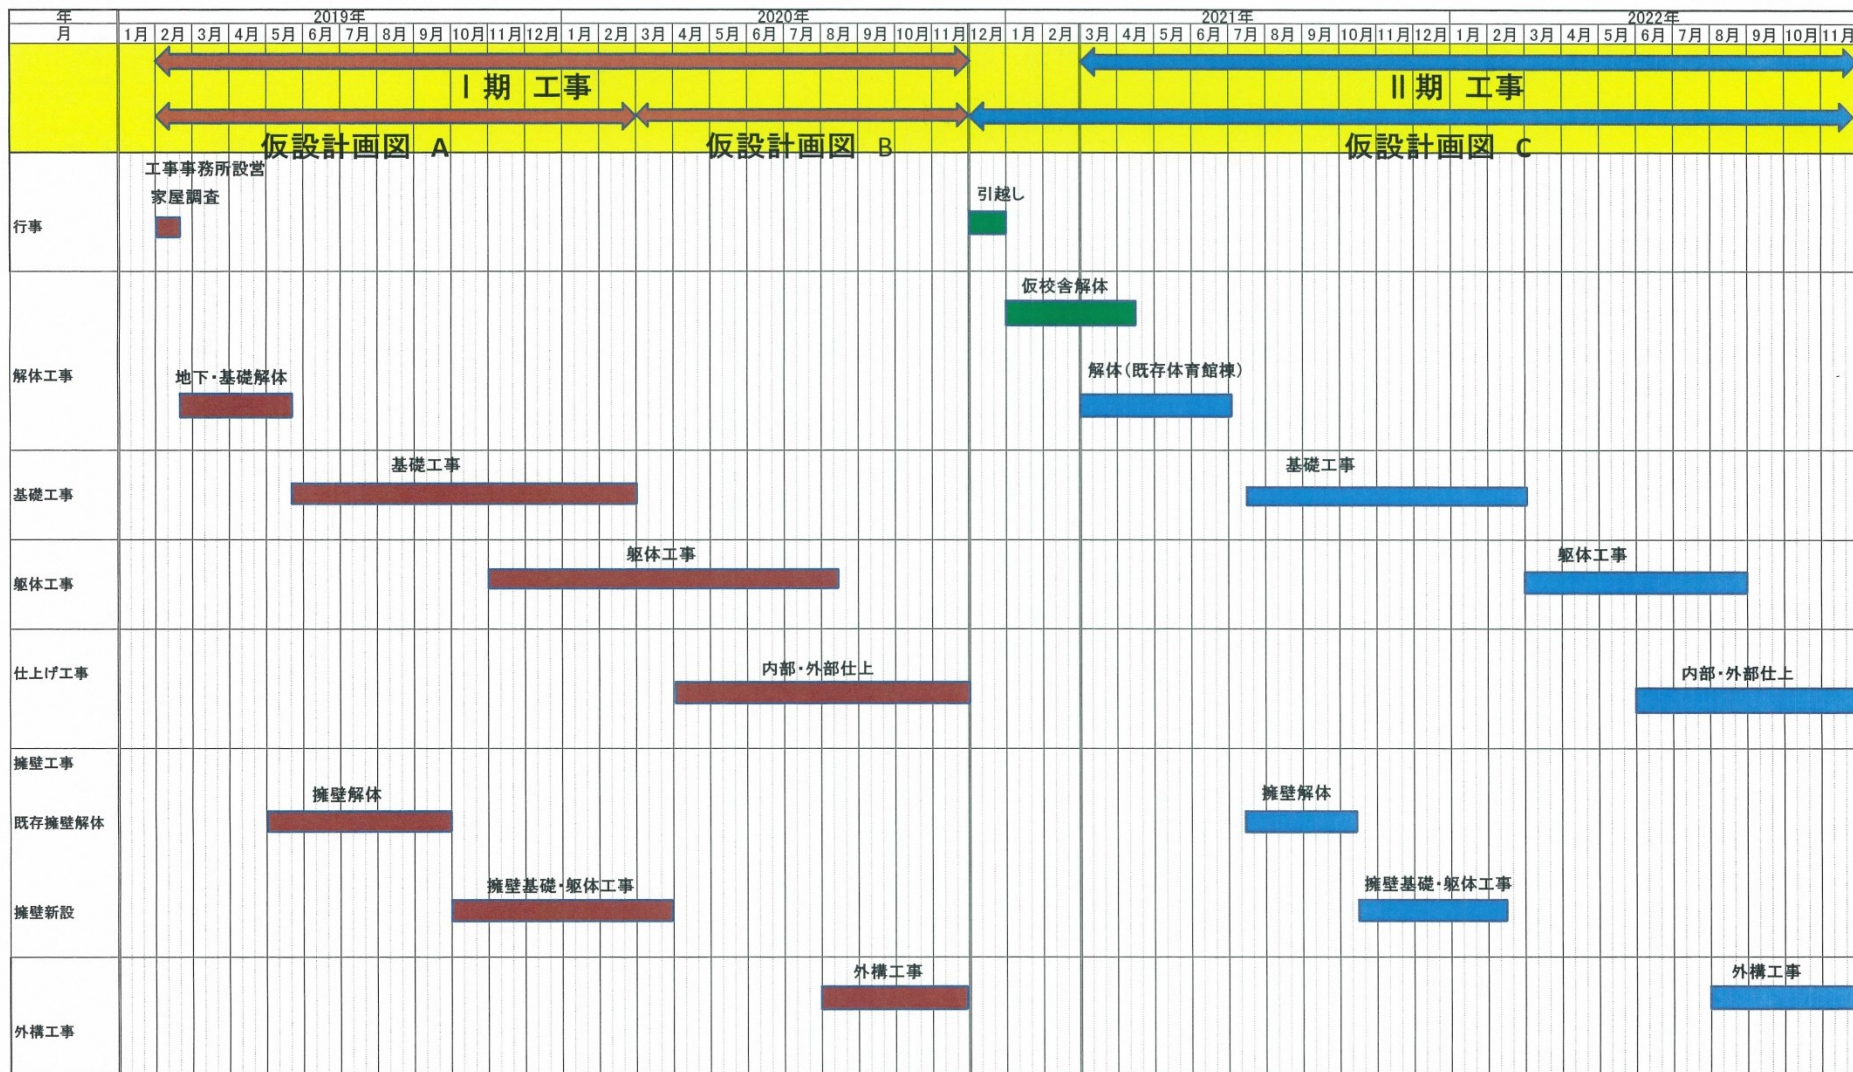 年 2019年 2020年 2021年 2022年
月 1月 2月 3月 4月 5月 6月 7月 8月 9月 10月 11月 12月 1月 2月 3月 4月 5月 6月 7月 8月 9月 10月 11月 12月 1月 2月 3月 4月 5月 6月 7月 8月 9月 10月 11月 12月 1月 2月 3月 4月 5月 6月 7月 8月 9月 10月 11月
Ⅰ期 工事 Ⅱ期 工事
仮設計画図 A 仮設計画図 B 仮設計画図 C
工事事務所設営
家屋調査 引越し
行事
仮校舎解体
解体工事 地下・基礎解体 解体(既存体育館棟)
基礎工事 基礎工事
基礎工事
躯体工事 躯体工事
躯体工事
仕上げ工事 内部・外部仕上 内部・外部仕上
擁壁工事
擁壁解体 擁壁解体
既存擁壁解体
擁壁基礎・躯体工事 擁壁基礎・躯体工事
擁壁新設
外構工事 外構工事
外構工事